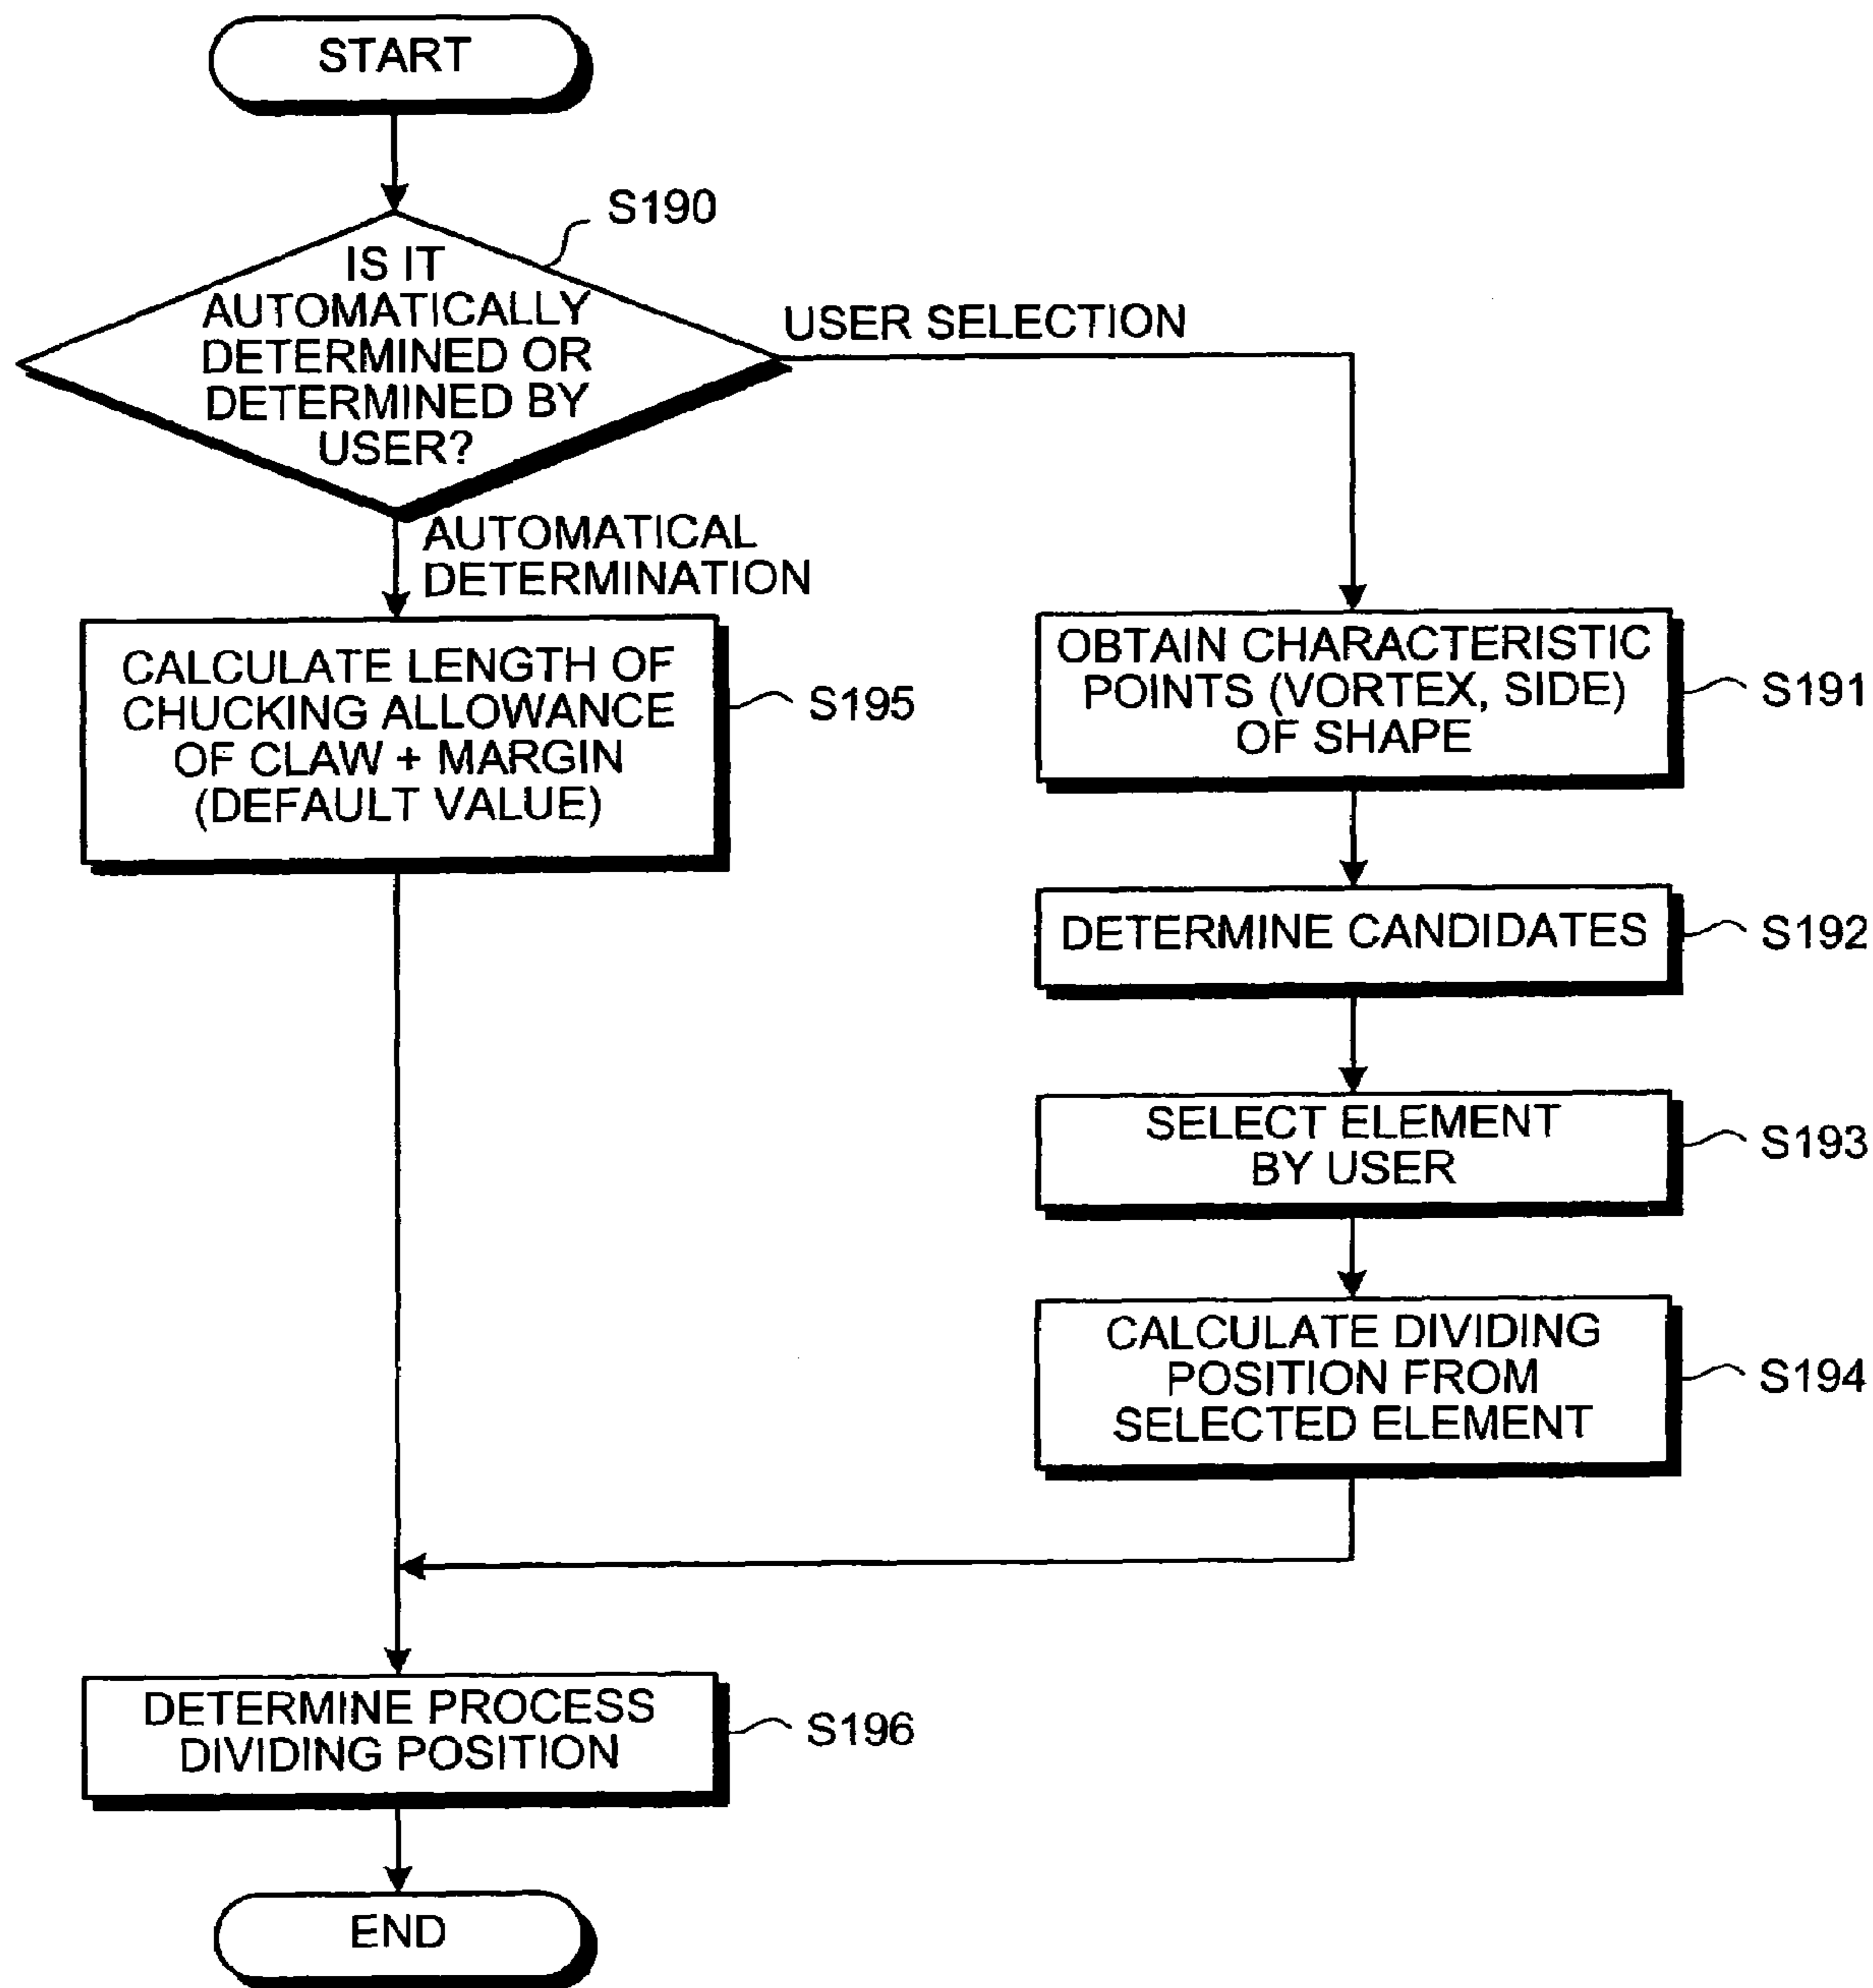 START
S190
IS IT
AUTOMATICALLY
DETERMINED OR
DETERMINED BY
USER?
USER SELECTION
AUTOMATICAL
DETERMINATION
CALCULATE LENGTH OF
CHUCKING ALLOWANCE
OF CLAW + MARGIN
(DEFAULT VALUE)
S195
OBTAIN CHARACTERISTIC
POINTS (VORTEX, SIDE)
OF SHAPE
S191
DETERMINE CANDIDATES
S192
SELECT ELEMENT
BY USER
S193
CALCULATE DIVIDING
POSITION FROM
SELECTED ELEMENT
S194
DETERMINE PROCESS
DIVIDING POSITION
S196
END